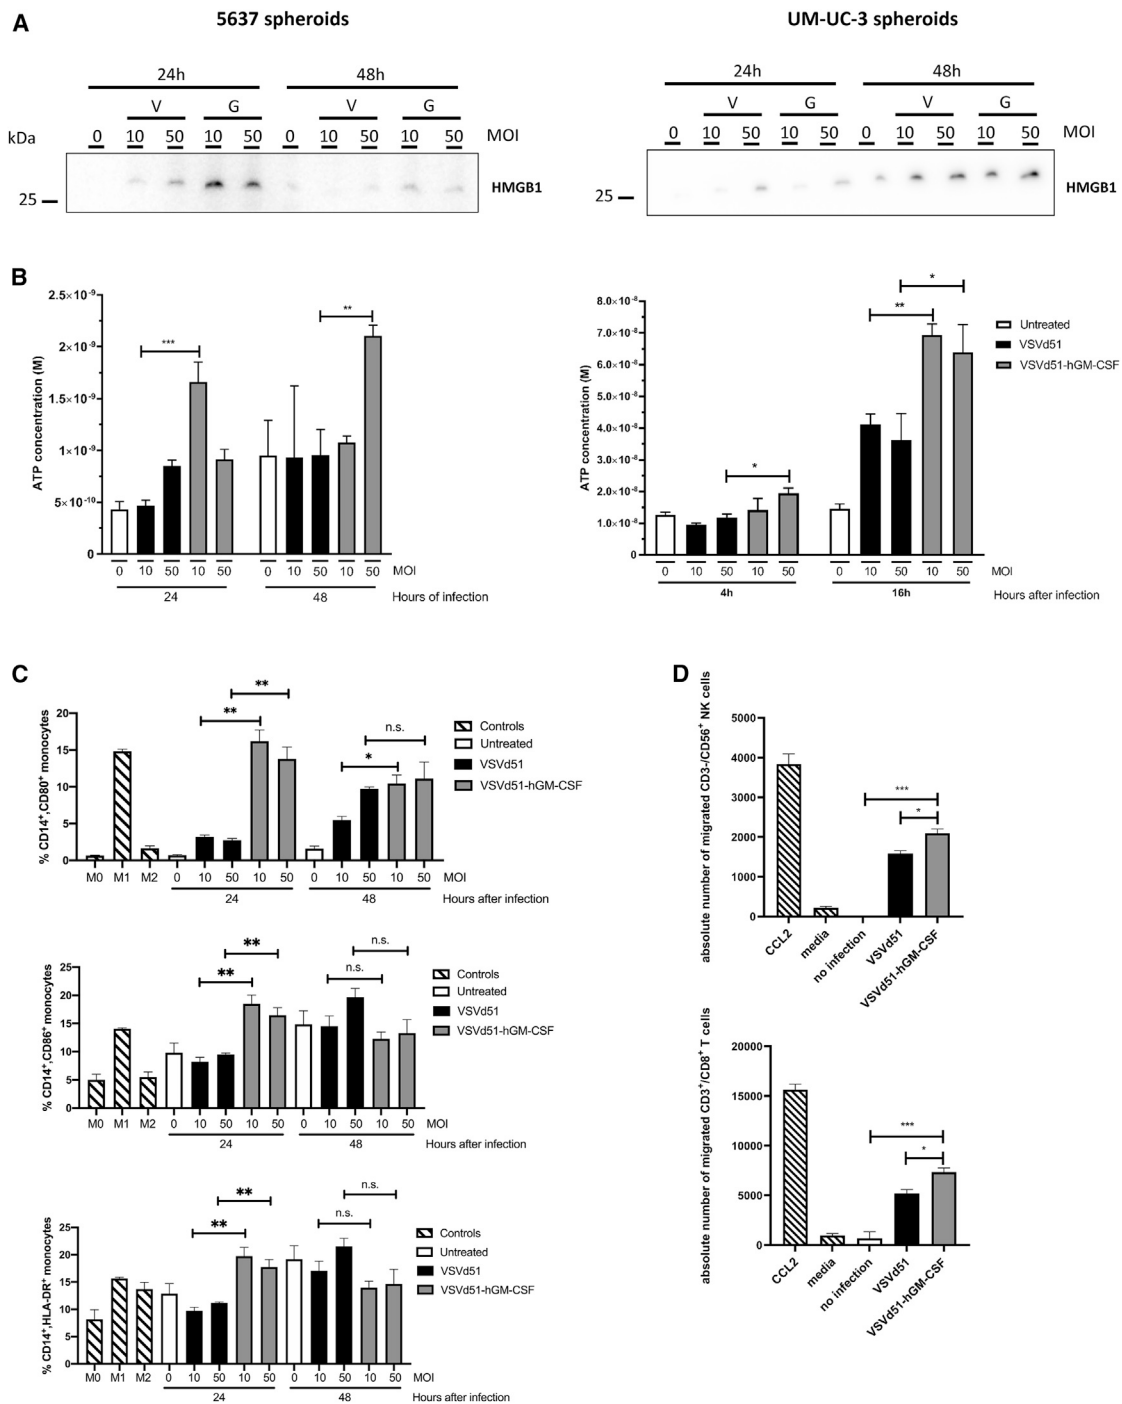 A
5637 spheroids
UM-UC-3 spheroids
24h
48h
V
G
V
G
kDa
0
10
50
10
50
0
10
50
10
50
MOI
25
HMGB1
24h
48h
V
G
V
G
0
10
50
10
50
0
10
50
10
50
MOI
25
HMGB1
B
ATP concentration (M)
2.5×10⁻⁹
2×10⁻⁹
1.5×10⁻⁹
1×10⁻⁹
5×10⁻¹⁰
0
***
**
0
10
50
10
50
0
10
50
10
50
MOI
24
48
Hours of infection
ATP concentration (M)
8.0×10⁻⁸
7.0×10⁻⁸
6.0×10⁻⁸
5.0×10⁻⁸
4.0×10⁻⁸
3.0×10⁻⁸
2.0×10⁻⁸
1.0×10⁻⁸
0
*
**
*
0
10
50
10
50
0
10
50
10
50
MOI
4h
16h
Hours after infection
Untreated
VSVd51
VSVd51-hGM-CSF
C
% CD14⁺,CD80⁺ monocytes
20
15
10
5
0
**
**
n.s.
*
M0
M1
M2
0
10
50
10
50
0
10
50
10
50
MOI
24
48
Hours after infection
Controls
Untreated
VSVd51
VSVd51-hGM-CSF
% CD14⁺,CD86⁺ monocytes
25
20
15
10
5
0
**
**
n.s.
n.s.
M0
M1
M2
0
10
50
10
50
0
10
50
10
50
MOI
24
48
Hours after infection
Controls
Untreated
VSVd51
VSVd51-hGM-CSF
% CD14⁺,HLA-DR⁺ monocytes
25
20
15
10
5
0
**
**
n.s.
n.s.
M0
M1
M2
0
10
50
10
50
0
10
50
10
50
MOI
24
48
Hours after infection
Controls
Untreated
VSVd51
VSVd51-hGM-CSF
D
absolute number of migrated CD3-/CD56⁺ NK cells
5000
4000
3000
2000
1000
0
***
*
CCL2
media
no infection
VSVd51
VSVd51-hGM-CSF
absolute number of migrated CD3⁺/CD8⁺ T cells
20000
15000
10000
5000
0
***
*
CCL2
media
no infection
VSVd51
VSVd51-hGM-CSF